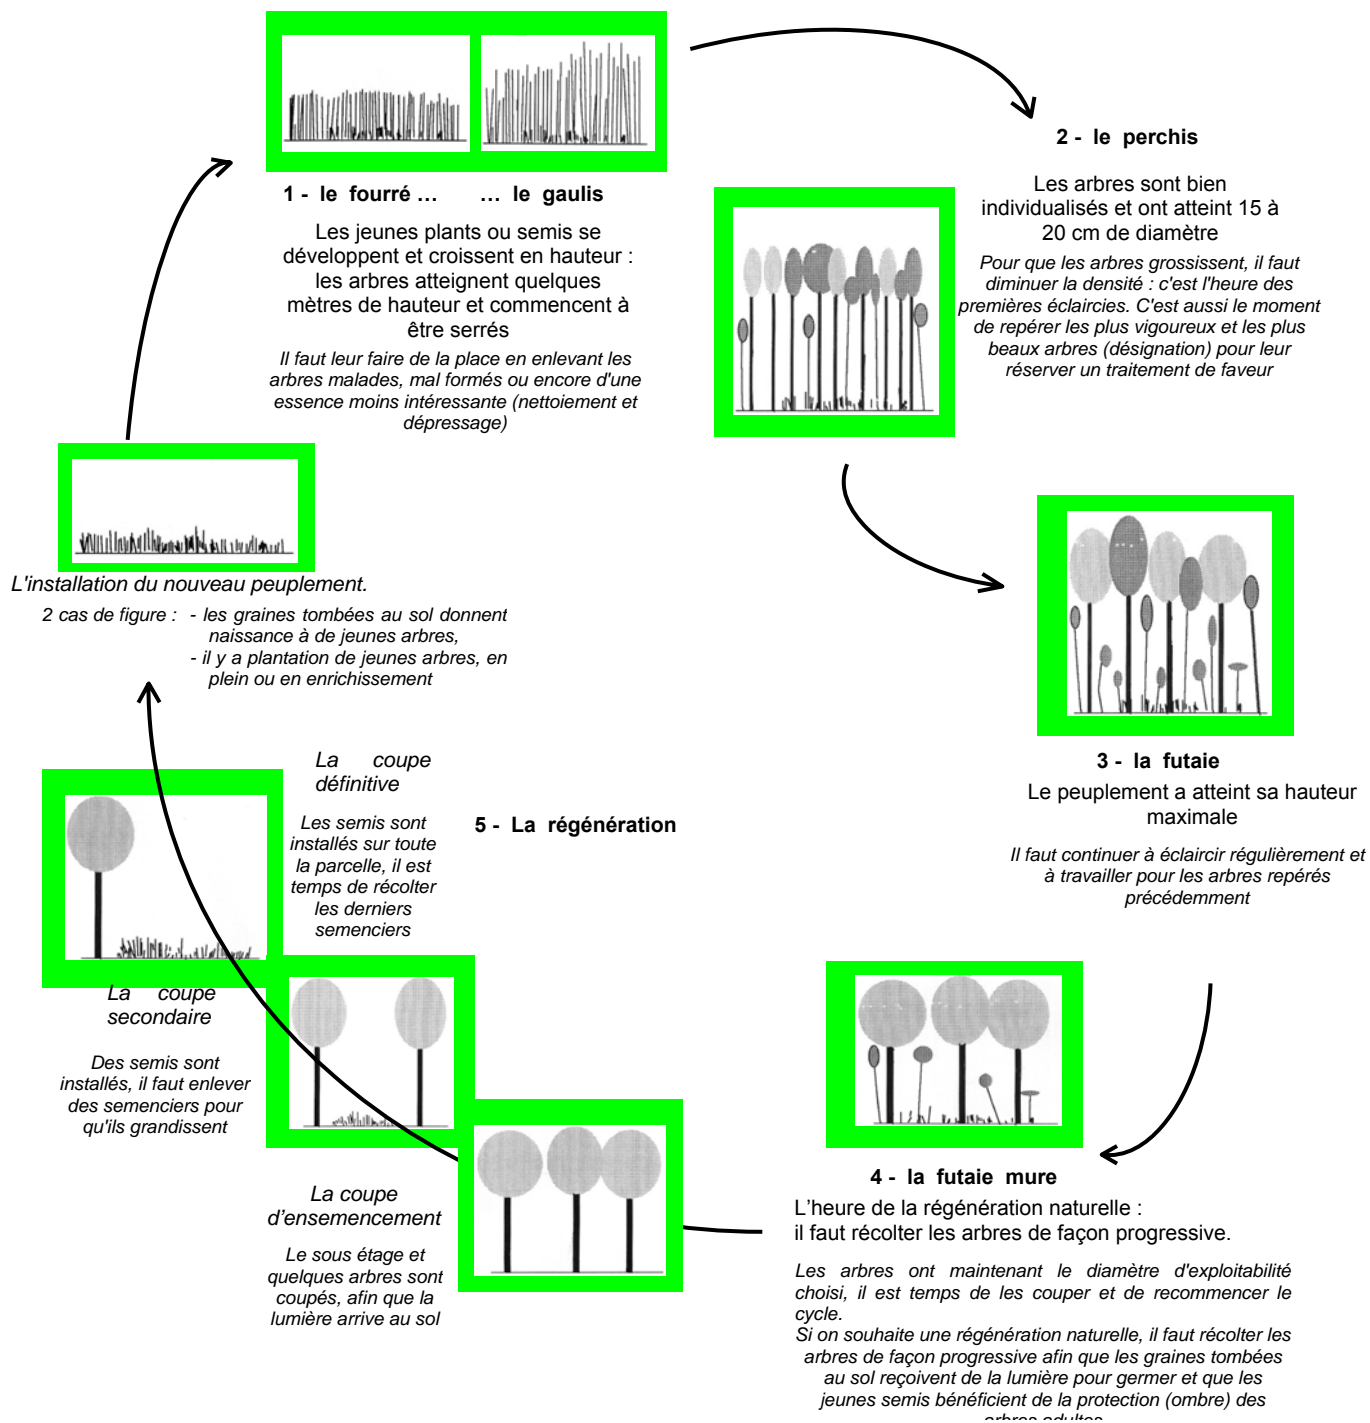 1 - le fourré ... ... le gaulis
Les jeunes plants ou semis se
développent et croissent en hauteur :
les arbres atteignent quelques
mètres de hauteur et commencent à
être serrés
Il faut leur faire de la place en enlevant les
arbres malades, mal formés ou encore d'une
essence moins intéressante (nettoiement et
dépressage)
2 - le perchis
Les arbres sont bien
individualisés et ont atteint 15 à
20 cm de diamètre
Pour que les arbres grossissent, il faut
diminuer la densité : c'est l'heure des
premières éclaircies. C'est aussi le moment
de repérer les plus vigoureux et les plus
beaux arbres (désignation) pour leur
réserver un traitement de faveur
3 - la futaie
Le peuplement a atteint sa hauteur
maximale
Il faut continuer à éclaircir régulièrement et
à travailler pour les arbres repérés
précédemment
4 - la futaie mure
L'heure de la régénération naturelle :
il faut récolter les arbres de façon progressive.
Les arbres ont maintenant le diamètre d'exploitabilité
choisi, il est temps de les couper et de recommencer le
cycle.
Si on souhaite une régénération naturelle, il faut récolter les
arbres de façon progressive afin que les graines tombées
au sol reçoivent de la lumière pour germer et que les
jeunes semis bénéficient de la protection (ombre) des
arbres adultes
5 - La régénération
La coupe
d'ensemencement
Le sous étage et
quelques arbres sont
coupés, afin que la
lumière arrive au sol
La coupe
secondaire
Des semis sont
installés, il faut enlever
des semenciers pour
qu'ils grandissent
La coupe
définitive
Les semis sont
installés sur toute
la parcelle, il est
temps de récolter
les derniers
semenciers
L'installation du nouveau peuplement.
2 cas de figure : - les graines tombées au sol donnent
naissance à de jeunes arbres,
- il y a plantation de jeunes arbres, en
plein ou en enrichissement